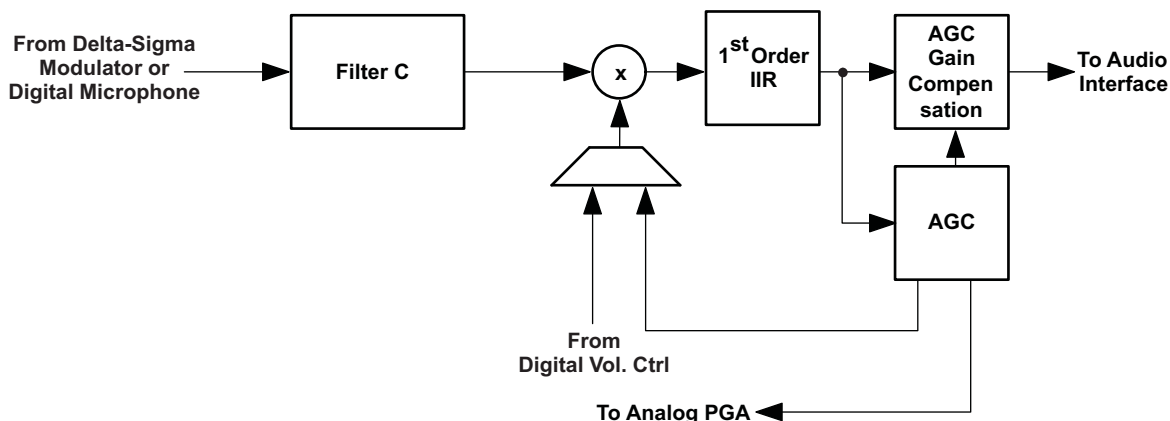 From Delta-Sigma
Modulator or
Digital Microphone
Filter C
x
1st Order
IIR
AGC
Gain
Compen
sation
To Audio
Interface
AGC
From
Digital Vol. Ctrl
To Analog PGA